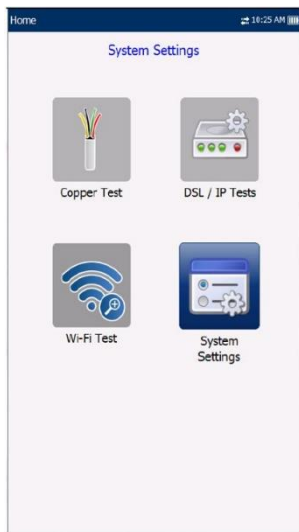 Home 10:25 AM
System Settings
Copper Test DSL / IP Tests
Wi-Fi Test System
Settings